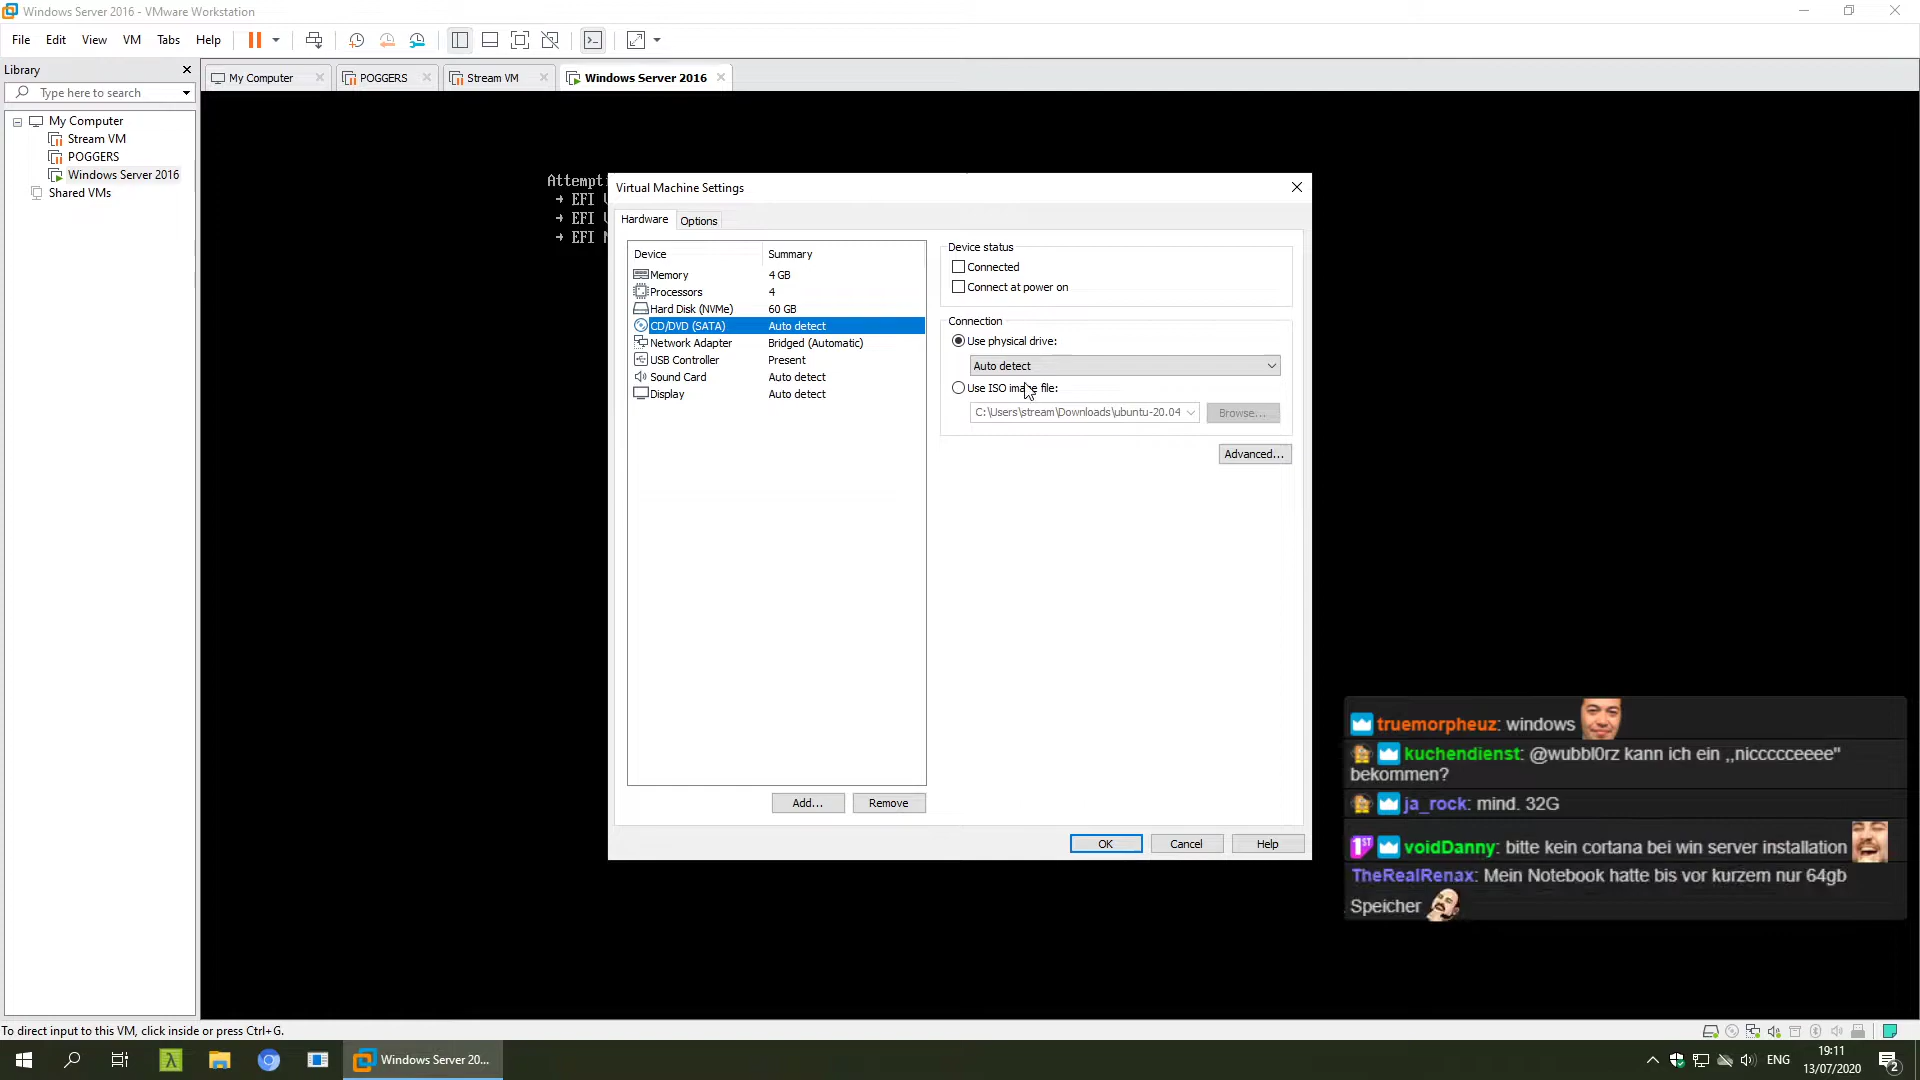 Windows Server 2016 - VMware Workstation
File Edit View VM Tabs Help
Library
Type here to search
My Computer
Stream VM
POGGERS
Windows Server 2016
Shared VMs
My Computer
POGGERS
Stream VM
Windows Server 2016
Attempt
EFI
EFI
EFI
Virtual Machine Settings
Hardware
Options
Device Summary
Memory 4 GB
Processors 4
Hard Disk (NVMe) 60 GB
CD/DVD (SATA) Auto detect
Network Adapter Bridged (Automatic)
USB Controller Present
Sound Card Auto detect
Display Auto detect
Add...
Remove
Device status
Connected
Connect at power on
Connection
Use physical drive:
Auto detect
Use ISO image file:
C:\Users\stream\Downloads\ubuntu-20.04
Browse...
Advanced...
OK
Cancel
Help
truemorpheuz: windows
kuchendienst: @wubbl0rz kann ich ein ,,niccccceeee"
bekommen?
ja_rock: mind. 32G
1ST voidDanny: bitte kein cortana bei win server installation
TheRealRenax: Mein Notebook hatte bis vor kurzem nur 64gb
Speicher
To direct input to this VM, click inside or press Ctrl+G.
Windows Server 20...
ENG
19:11
13/07/2020
2